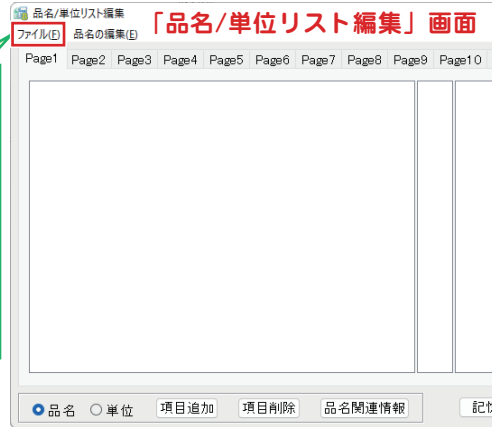 品名/単位リスト編集
「品名/単位リスト編集」画面
ファイル(F) 品名の編集(E)
Page1 Page2 Page3 Page4 Page5 Page6 Page7 Page8 Page9 Page10
品名 単位 項目追加 項目削除 品名関連情報